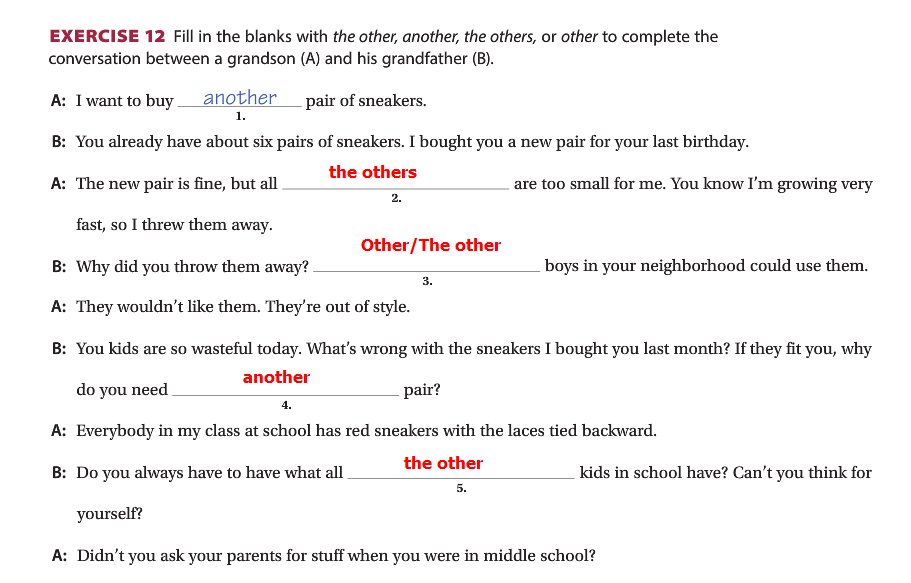 EXERCISE 12 Fill in the blanks with the other, another, the others, or other to complete the
conversation between a grandson (A) and his grandfather (B).
A: I want to buy another pair of sneakers.
1.
B: You already have about six pairs of sneakers. I bought you a new pair for your last birthday.
A: The new pair is fine, but all the others are too small for me. You know I'm growing very
2.
fast, so I threw them away.
B: Why did you throw them away? Other/The other boys in your neighborhood could use them.
3.
A: They wouldn't like them. They're out of style.
B: You kids are so wasteful today. What's wrong with the sneakers I bought you last month? If they fit you, why
do you need another pair?
4.
A: Everybody in my class at school has red sneakers with the laces tied backward.
B: Do you always have to have what all the other kids in school have? Can't you think for
5.
yourself?
A: Didn't you ask your parents for stuff when you were in middle school?